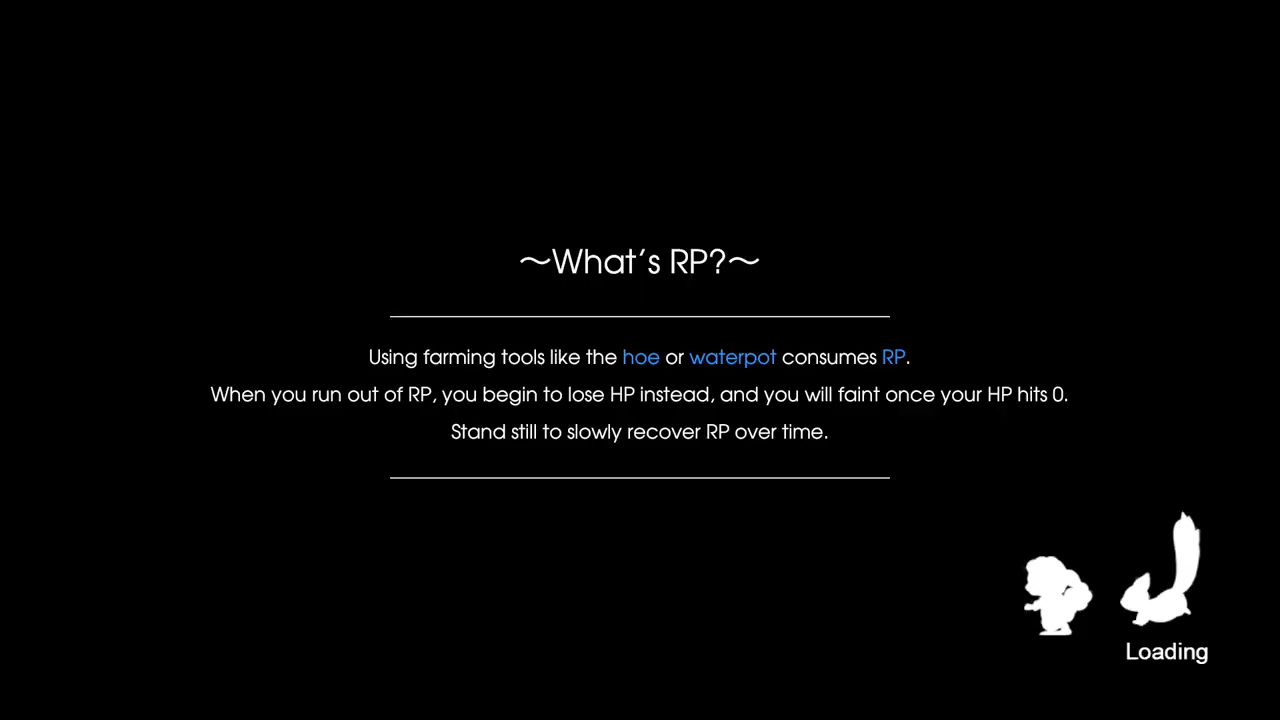 ～What's RP?～
Using farming tools like the hoe or waterpot consumes RP.
When you run out of RP, you begin to lose HP instead, and you will faint once your HP hits 0.
Stand still to slowly recover RP over time.
Loading